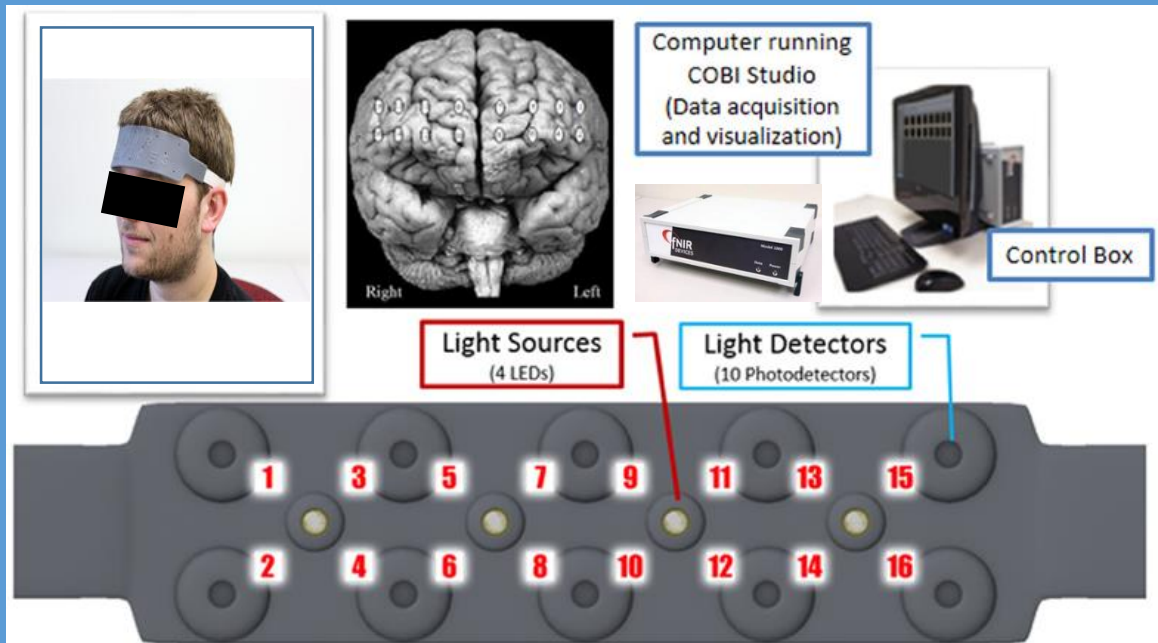 Computer running
COBI Studio
(Data acquisition
and visualization)
fNIR
DEVICES
Control Box
Right
Left
Light Sources
(4 LEDs)
Light Detectors
(10 Photodetectors)
1 3 5 7 9 11 13 15
2 4 6 8 10 12 14 16